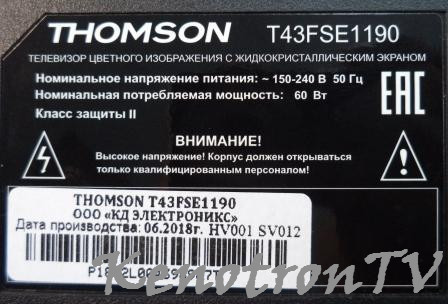 THOMSON T43FSE1190
ТЕЛЕВИЗОР ЦВЕТНОГО ИЗОБРАЖЕНИЯ С ЖИДКОКРИСТАЛЛИЧЕСКИМ ЭКРАНОМ
Номинальное напряжение питания: ~ 150-240 В 50 Гц
Номинальная потребляемая мощность: 60 Вт
Класс защиты II
EAC
ВНИМАНИЕ!
Высокое напряжение! Корпус должен открываться
только квалифицированным персоналом!
THOMSON T43FSE1190
ООО «КД ЭЛЕКТРОНИКС»
Дата производства: 06.2018г. HV001 SV012
KenotronTV